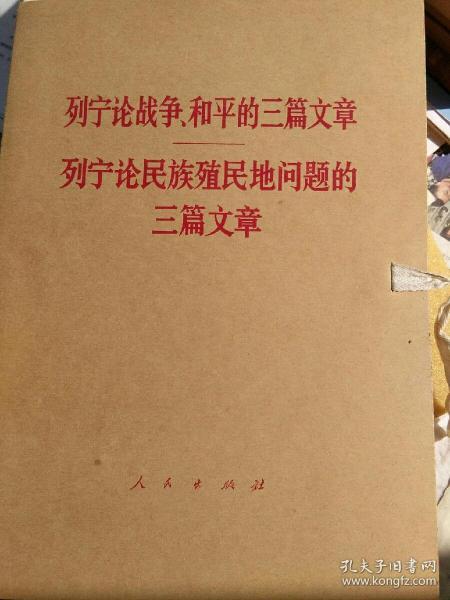 列宁论战争、和平的三篇文章
列宁论民族殖民地问题的
三篇文章
人民出版社
孔夫子旧书网
www.kongfz.com